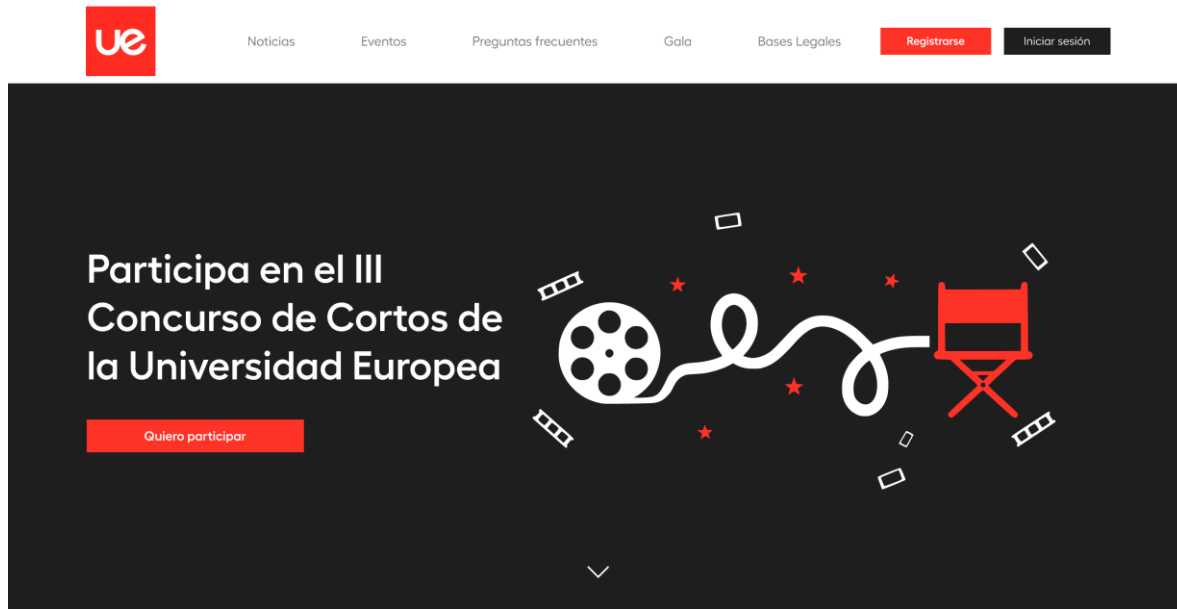 ue
Noticias
Eventos
Preguntas frecuentes
Gala
Bases Legales
Registrarse
Iniciar sesión
Participa en el III
Concurso de Cortos de
la Universidad Europea
Quiero participar